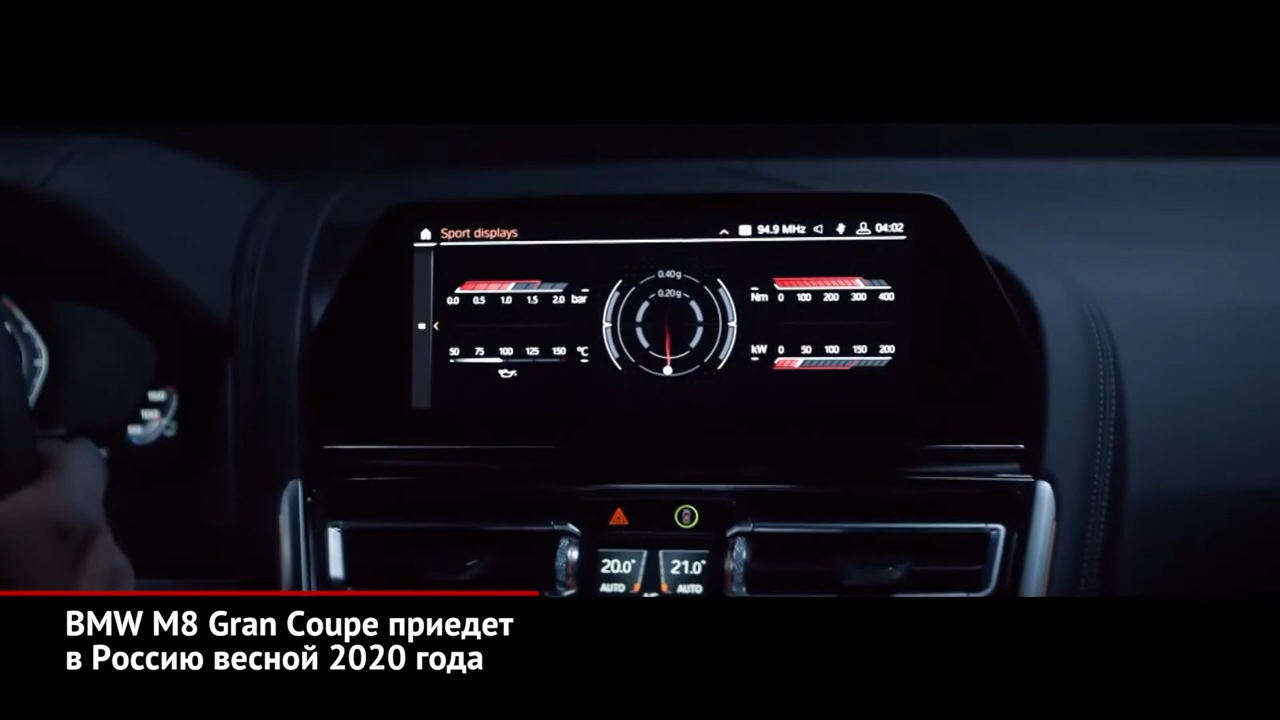 Sport displays
94.9 MHz 04:02
0.40g
0.20g
0.0 0.5 1.0 1.5 2.0 bar
Nm 0 100 200 300 400
50 75 100 125 150 °C
kW 0 50 100 150 200
150
100
20.0° 21.0°
AUTO AUTO
BMW M8 Gran Coupe приедет
в Россию весной 2020 года